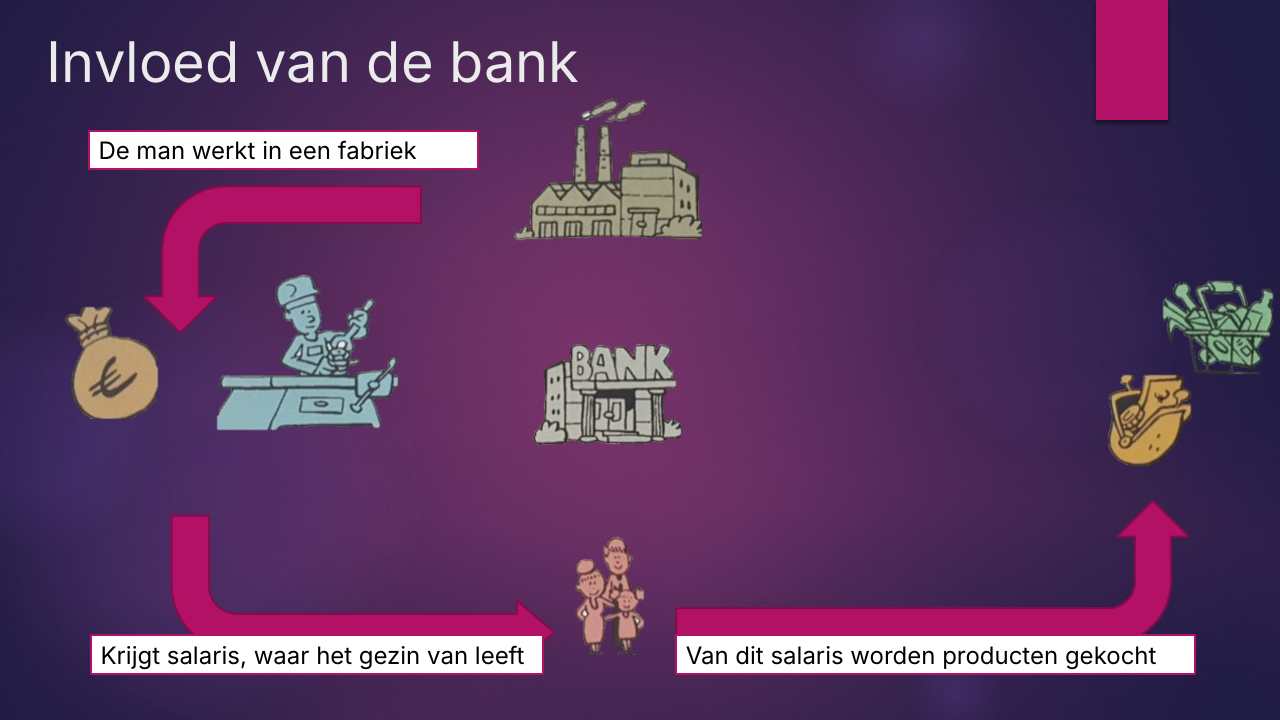 Invloed van de bank
De man werkt in een fabriek
€
BANK
Krijgt salaris, waar het gezin van leeft
Van dit salaris worden producten gekocht